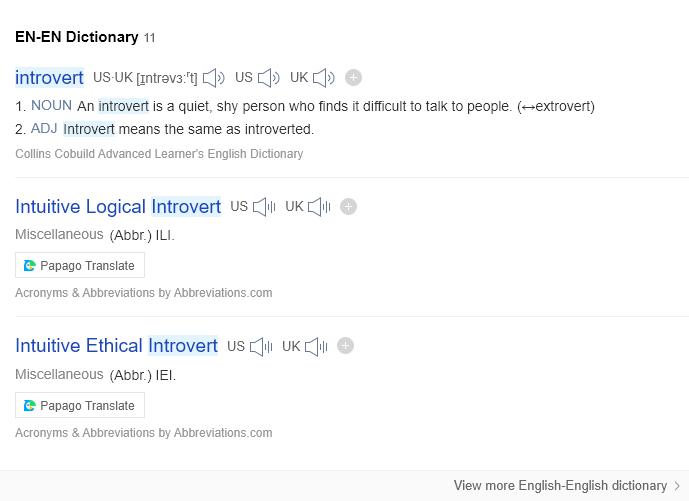 EN-EN Dictionary 11
introvert US·UK [ɪntrəvɜːʳt] US UK
1. NOUN An introvert is a quiet, shy person who finds it difficult to talk to people. (↔extrovert)
2. ADJ Introvert means the same as introverted.
Collins Cobuild Advanced Learner's English Dictionary
Intuitive Logical Introvert US UK
Miscellaneous (Abbr.) ILI.
Papago Translate
Acronyms & Abbreviations by Abbreviations.com
Intuitive Ethical Introvert US UK
Miscellaneous (Abbr.) IEI.
Papago Translate
Acronyms & Abbreviations by Abbreviations.com
View more English-English dictionary